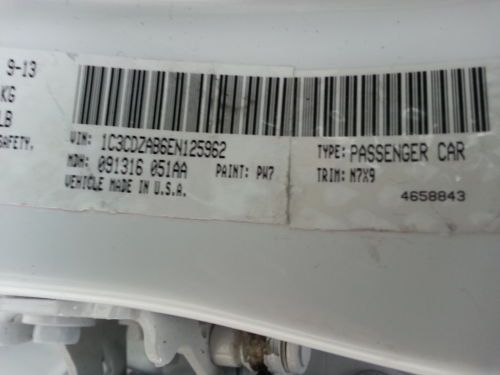 9-13
KG
LB
SAFETY.
VIN: 1C3CDZAB6EN125962
MDH: 091316 051AA PAINT: PW7
VEHICLE MADE IN U.S.A.
TYPE: PASSENGER CAR
TRIM: N7X9
4658843